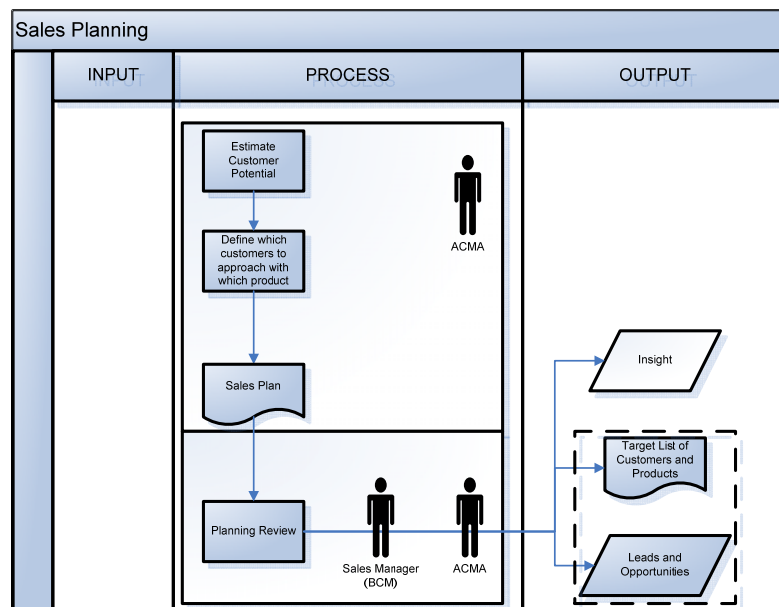 Sales Planning
INPUT
PROCESS
OUTPUT
Estimate
Customer
Potential
ACMA
Define which
customers to
approach with
which product
Sales Plan
Insight
Target List of
Customers and
Products
Planning Review
Sales Manager
(BCM)
ACMA
Leads and
Opportunities